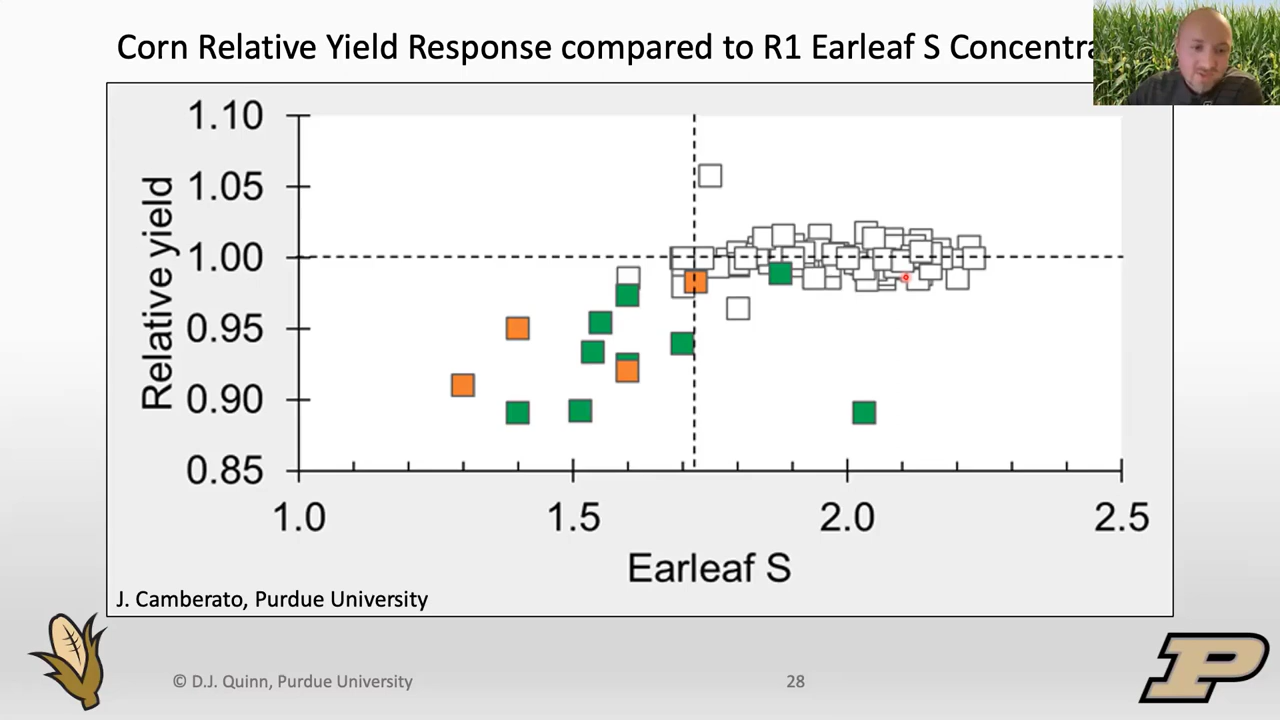 Corn Relative Yield Response compared to R1 Earleaf S
Relative yield
1.10
1.05
1.00
0.95
0.90
0.85
1.0 1.5 2.0 2.5
Earleaf S
J. Camberato, Purdue University
© D.J. Quinn, Purdue University 28
P